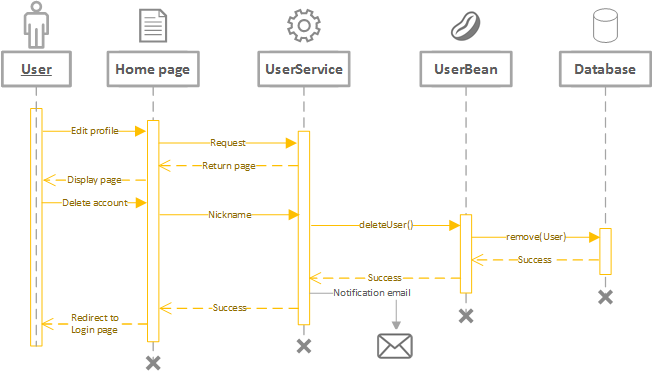 User
Home page
UserService
UserBean
Database
Edit profile
Request
Return page
Display page
Delete account
Nickname
deleteUser()
remove(User)
Success
Success
Notification email
Success
Redirect to
Login page